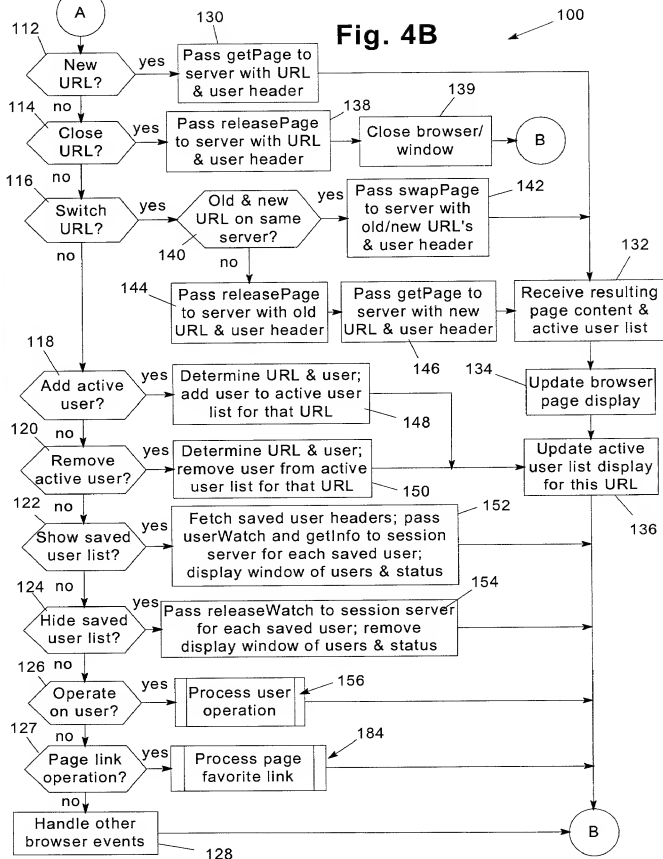 A
100
Fig. 4B
112
130
New
URL?
yes
Pass getPage to
server with URL
& user header
no
114
138
139
Close
URL?
yes
Pass releasePage
to server with URL
& user header
Close browser/
window
B
no
116
Switch
URL?
yes
Old & new
URL on same
server?
140
yes
Pass swapPage
to server with
old/new URL's
& user header
142
no
no
132
144
Pass releasePage
to server with old
URL & user header
Pass getPage to
server with new
URL & user header
146
Receive resulting
page content &
active user list
118
134
Update browser
page display
Add active
user?
yes
Determine URL & user;
add user to active user
list for that URL
148
no
120
Remove
active user?
yes
Determine URL & user;
remove user from active
user list for that URL
150
Update active
user list display
for this URL
136
no
122
Show saved
user list?
yes
Fetch saved user headers; pass
userWatch and getInfo to session
server for each saved user;
display window of users & status
152
no
124
Hide saved
user list?
yes
Pass releaseWatch to session server
for each saved user; remove
display window of users & status
154
no
126
Operate
on user?
yes
Process user
operation
156
no
127
Page link
operation?
yes
Process page
favorite link
184
no
Handle other
browser events
128
B